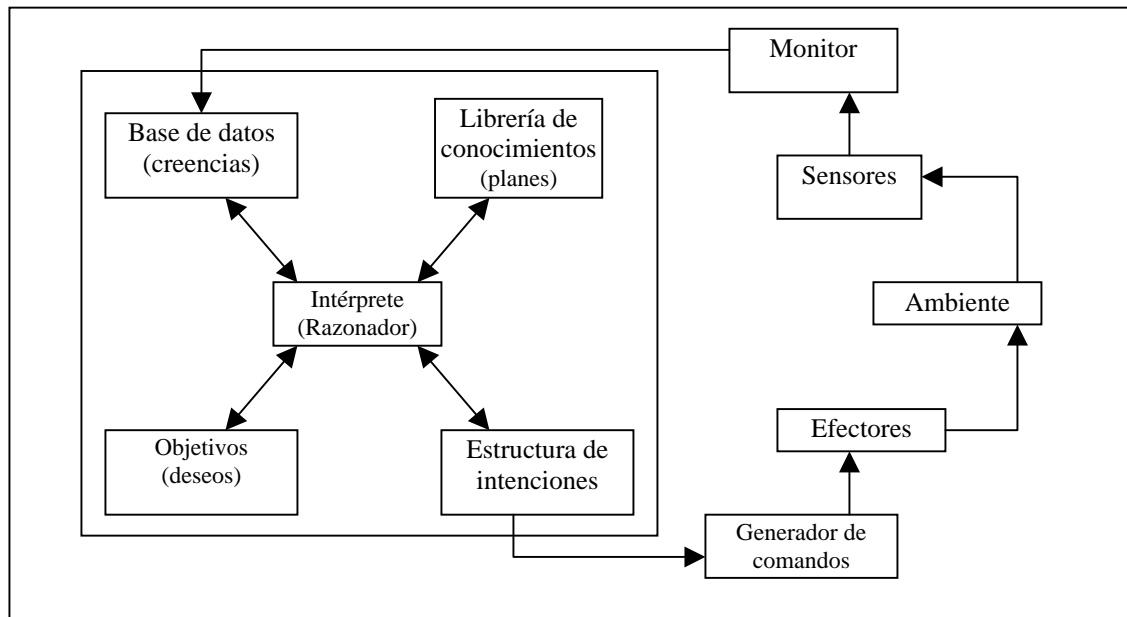 Monitor
Base de datos
(creencias)
Librería de
conocimientos
(planes)
Sensores
Intérprete
(Razonador)
Ambiente
Objetivos
(deseos)
Estructura de
intenciones
Efectores
Generador de
comandos